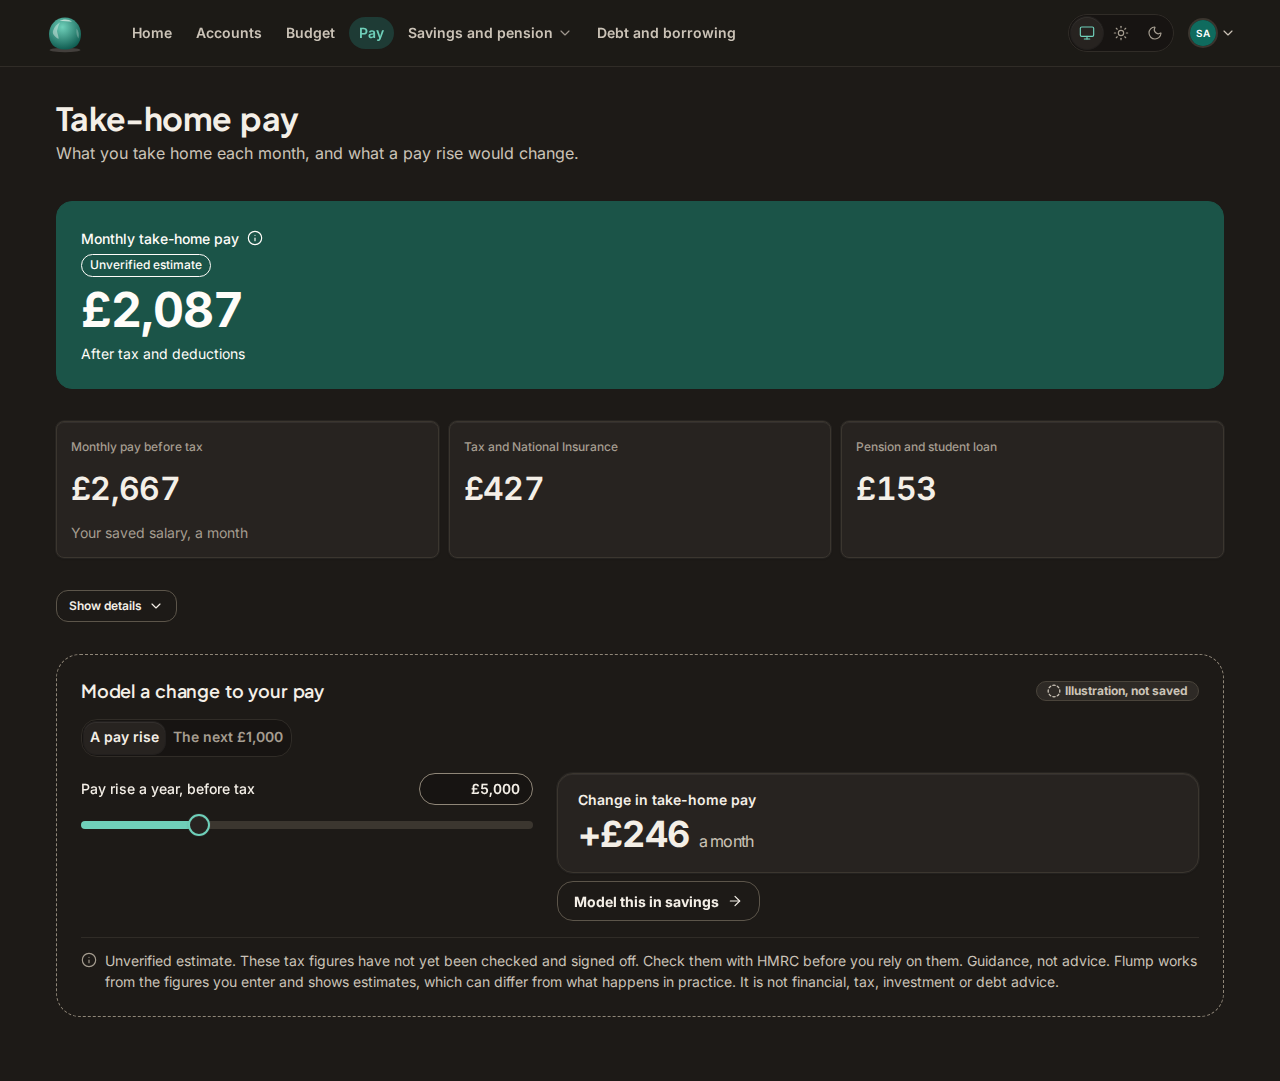 Home
Accounts
Budget
Pay
Savings and pension
Debt and borrowing
SA
Take-home pay
What you take home each month, and what a pay rise would change.
Monthly take-home pay
Unverified estimate
£2,087
After tax and deductions
Monthly pay before tax
£2,667
Your saved salary, a month
Tax and National Insurance
£427
Pension and student loan
£153
Show details
Model a change to your pay
Illustration, not saved
A pay rise
The next £1,000
Pay rise a year, before tax
£5,000
Change in take-home pay
+£246 a month
Model this in savings
Unverified estimate. These tax figures have not yet been checked and signed off. Check them with HMRC before you rely on them. Guidance, not advice. Flump works
from the figures you enter and shows estimates, which can differ from what happens in practice. It is not financial, tax, investment or debt advice.